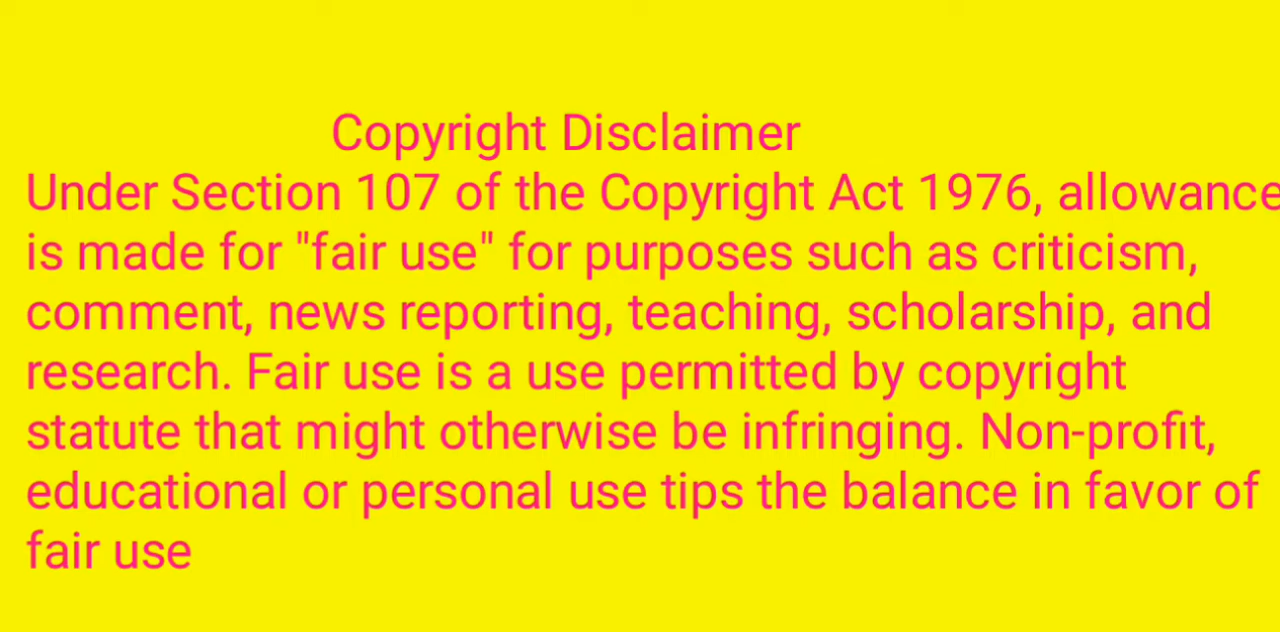 Copyright Disclaimer
Under Section 107 of the Copyright Act 1976, allowance
is made for "fair use" for purposes such as criticism,
comment, news reporting, teaching, scholarship, and
research. Fair use is a use permitted by copyright
statute that might otherwise be infringing. Non-profit,
educational or personal use tips the balance in favor of
fair use